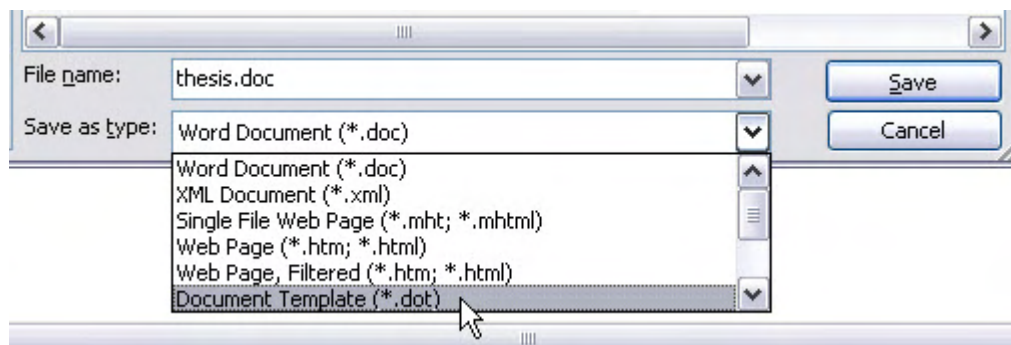 File name: thesis.doc Save
Save as type: Word Document (*.doc) Cancel
Word Document (*.doc)
XML Document (*.xml)
Single File Web Page (*.mht; *.mhtml)
Web Page (*.htm; *.html)
Web Page, Filtered (*.htm; *.html)
Document Template (*.dot)